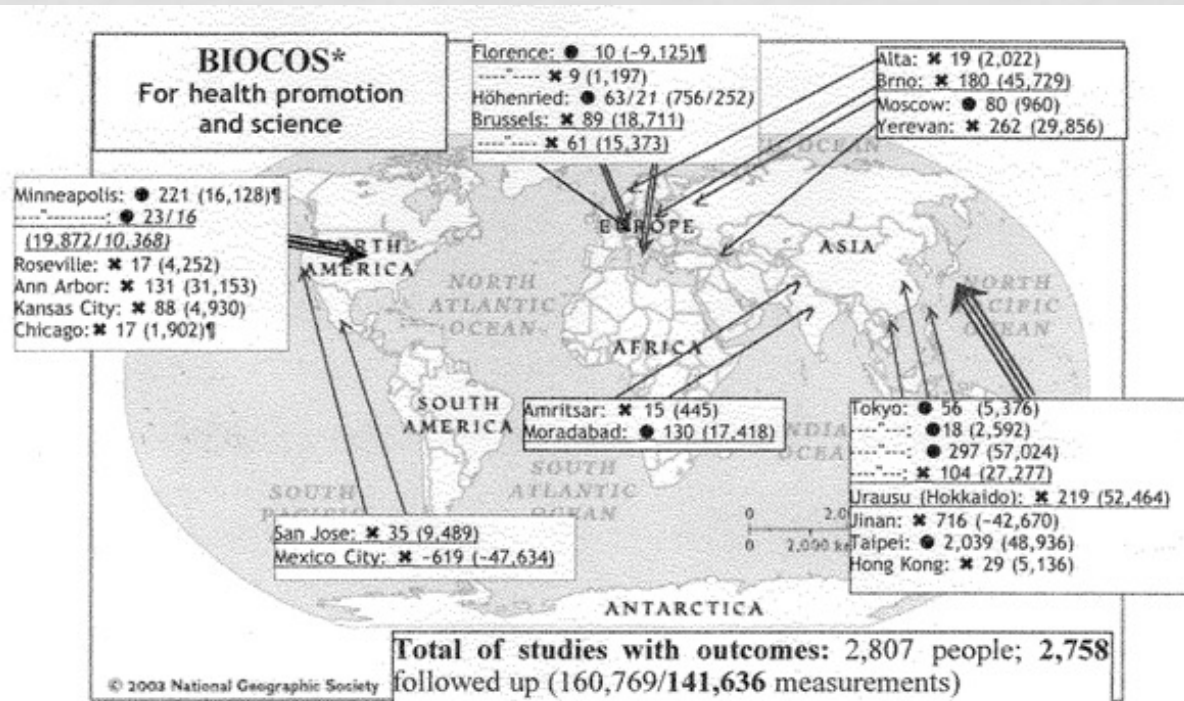 BIOCOS*
For health promotion
and science
Florence: ● 10 (~9,125)¶
----"---- ✖ 9 (1,197)
Höhenried: ● 63/21 (756/252)
Brussels: ✖ 89 (18,711)
----"---- ✖ 61 (15,373)
Alta: ✖ 19 (2,022)
Brno: ✖ 180 (45,729)
Moscow: ● 80 (960)
Yerevan: ✖ 262 (29,856)
Minneapolis: ● 221 (16,128)¶
----"---------: ● 23/16
(19,872/10,368)
Roseville: ✖ 17 (4,252)
Ann Arbor: ✖ 131 (31,153)
Kansas City: ✖ 88 (4,930)
Chicago: ✖ 17 (1,902)¶
OCEAN
EUROPE
ASIA
NORTH
AMERICA
NORTH
ATLANTIC
OCEAN
NORTH
PACIFIC
OCEAN
AFRICA
SOUTH
AMERICA
Amritsar: ✖ 15 (445)
Moradabad: ● 130 (17,418)
Tokyo: ● 56 (5,376)
----"---: ●18 (2,592)
----"---: ● 297 (57,024)
----"---: ✖ 104 (27,277)
Urausu (Hokkaido): ✖ 219 (52,464)
Jinan: ✖ 716 (~42,670)
Taipei: ● 2,039 (48,936)
Hong Kong: ✖ 29 (5,136)
SOUTH
ATLANTIC
OCEAN
SOUTH
San Jose: ✖ 35 (9,489)
Mexico City: ✖ ~619 (~47,634)
0
0
ANTARCTICA
Total of studies with outcomes: 2,807 people; 2,758
followed up (160,769/141,636 measurements)
© 2003 National Geographic Society